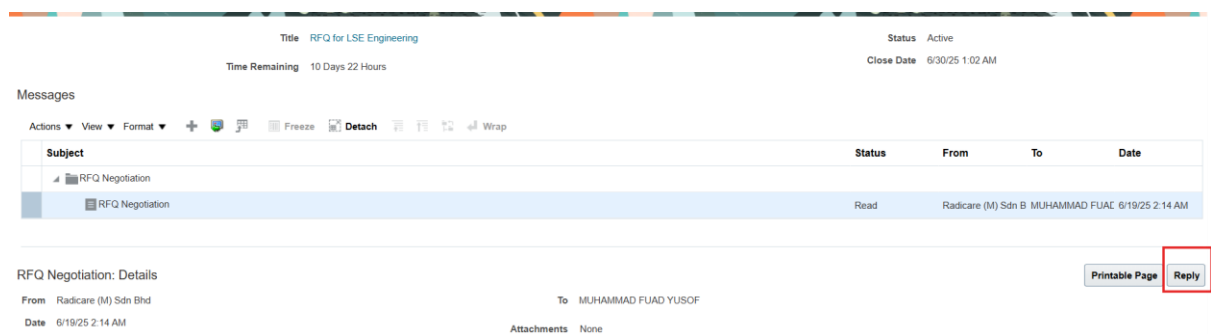 Title RFQ for LSE Engineering Status Active
Time Remaining 10 Days 22 Hours Close Date 6/30/25 1:02 AM
Messages
Actions View Format Freeze Detach Wrap
Subject Status From To Date
RFQ Negotiation
RFQ Negotiation Read Radicare (M) Sdn B MUHAMMAD FUAD 6/19/25 2:14 AM
RFQ Negotiation: Details Printable Page Reply
From Radicare (M) Sdn Bhd To MUHAMMAD FUAD YUSOF
Date 6/19/25 2:14 AM Attachments None